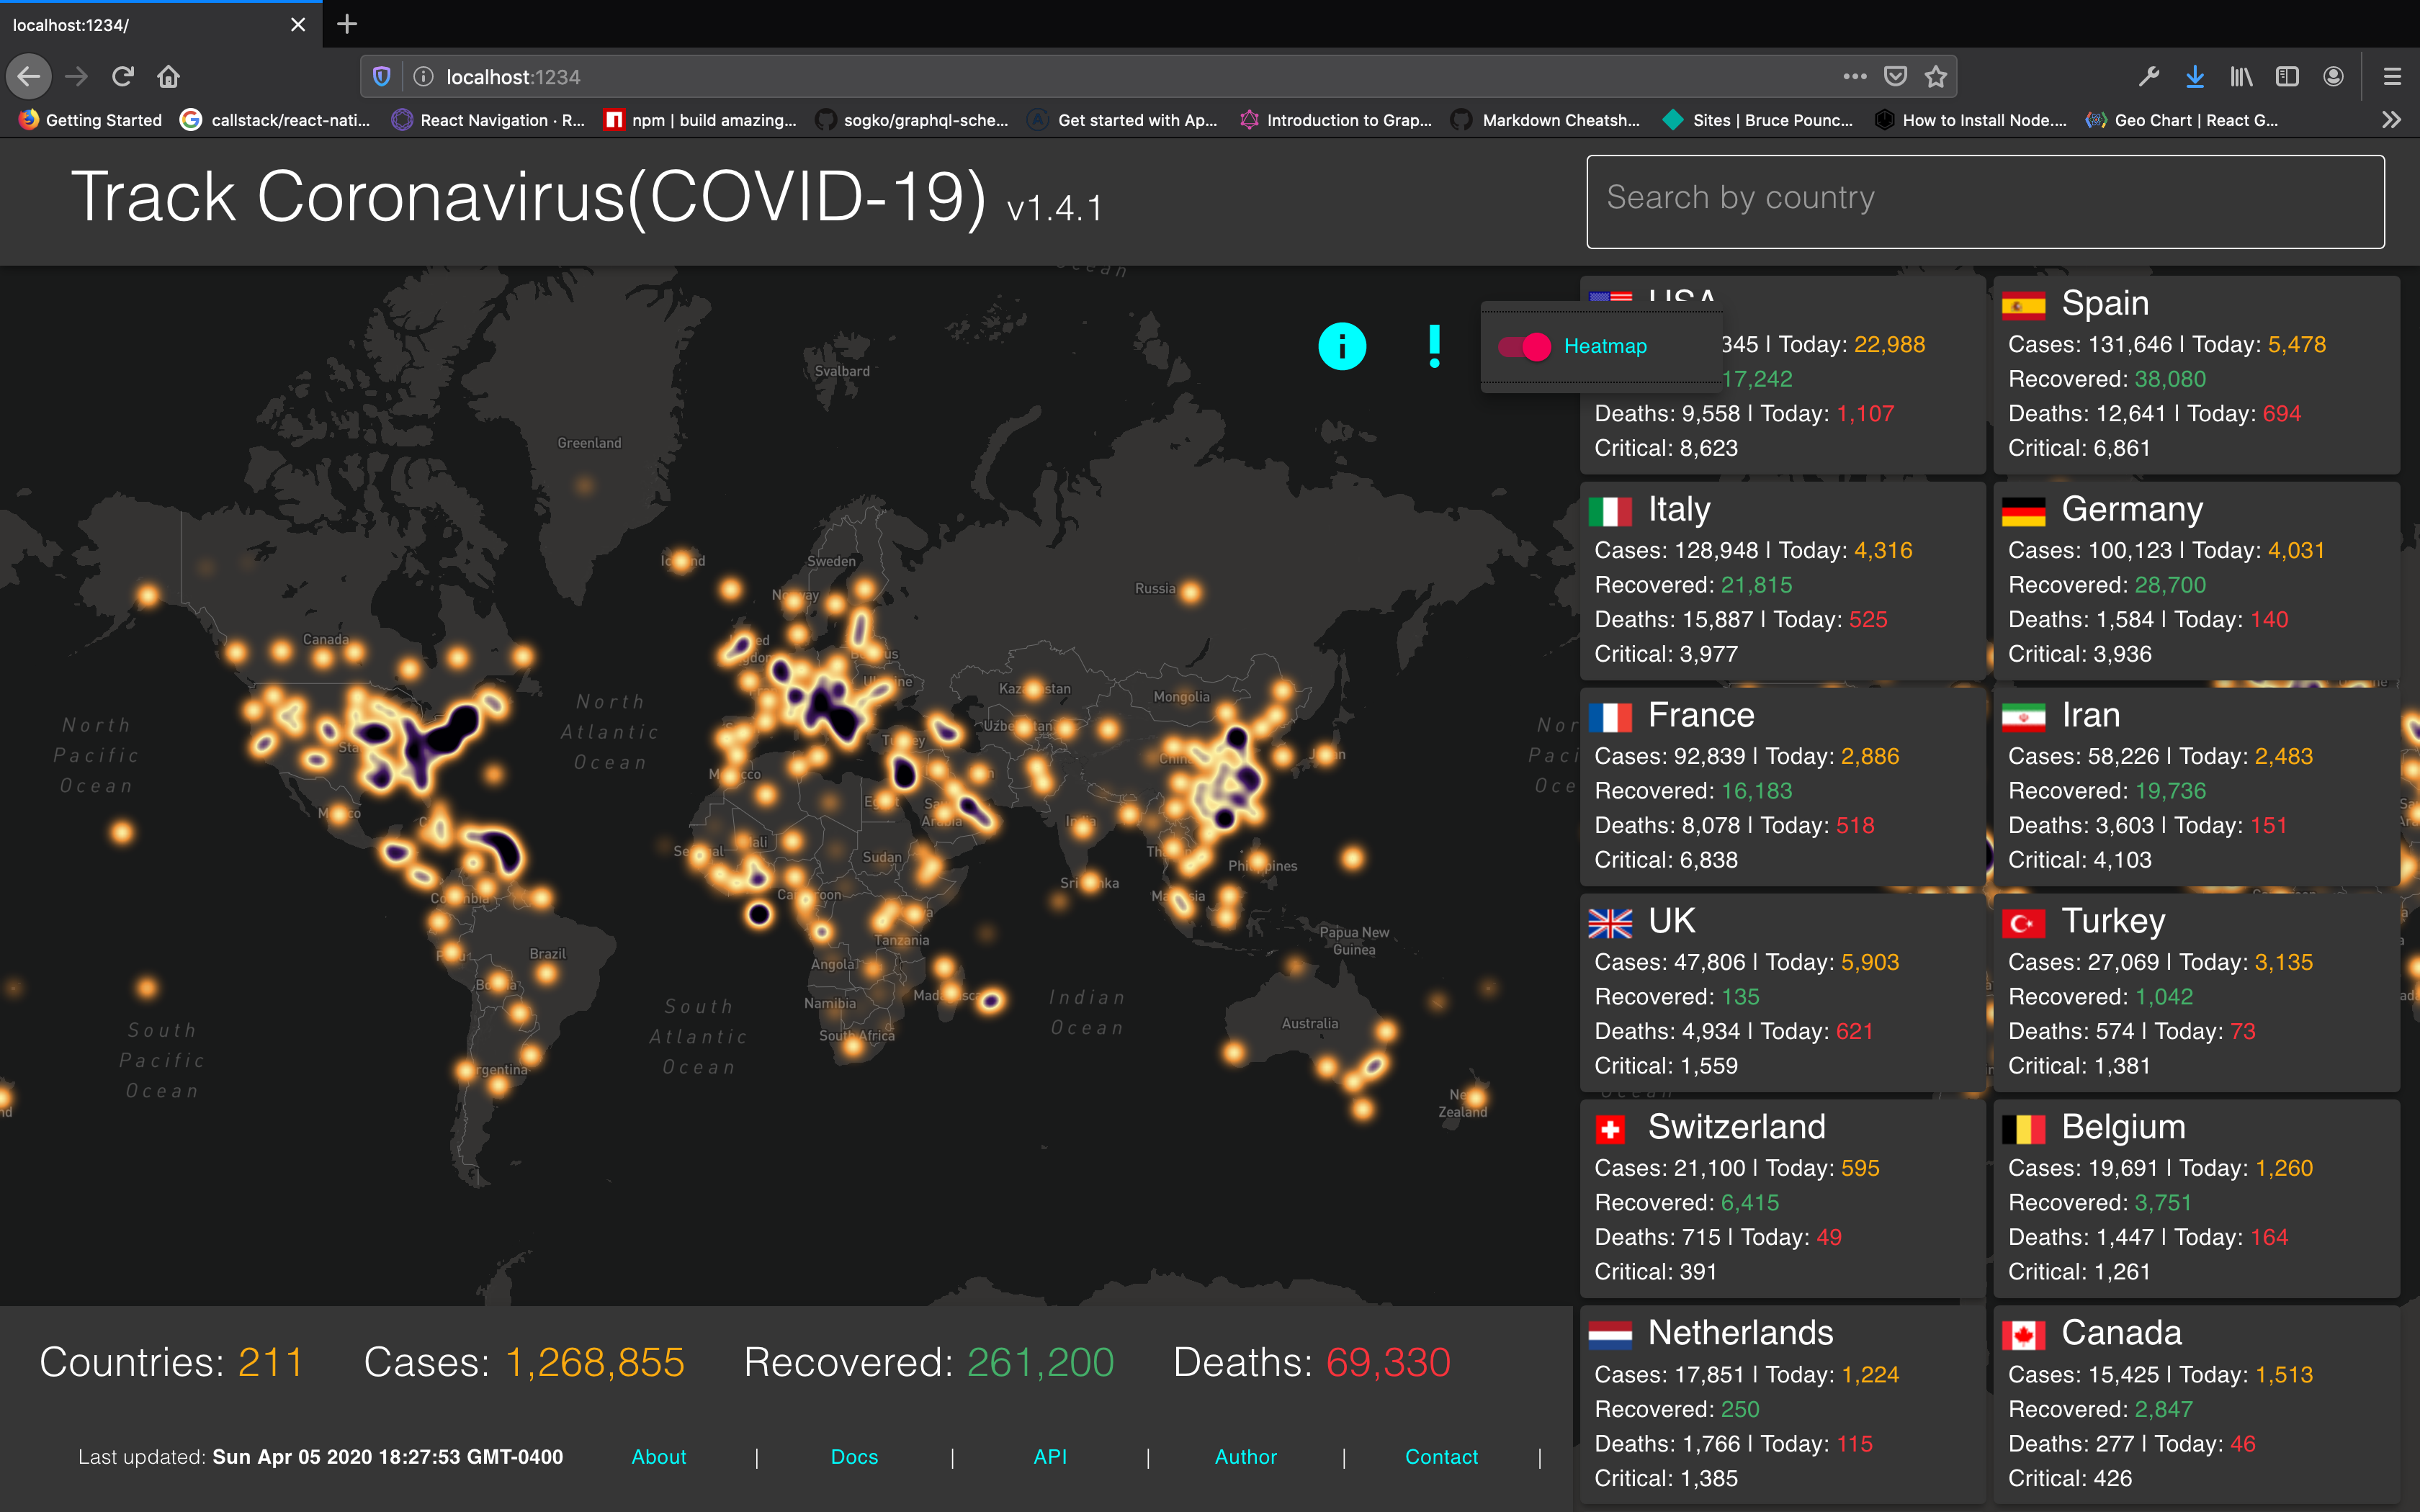 localhost:1234/
localhost:1234
Getting Started
callstack/react-nati...
React Navigation · R...
npm | build amazing...
sogko/graphql-sche...
Get started with Ap...
Introduction to Grap...
Markdown Cheatsh...
Sites | Bruce Pounc...
How to Install Node....
Geo Chart | React G...
Track Coronavirus(COVID-19) v1.4.1
Search by country
Heatmap
Svalbard
Greenland
Sweden
Russia
Canada
Mongolia
North
Pacific
Ocean
North
Atlantic
Ocean
Sudan
Brazil
Tanzania
Angola
Namibia
South Africa
Papua New
Guinea
Australia
Zealand
Indian
Ocean
South
Atlantic
Ocean
South
Pacific
Ocean
USA
345 | Today: 22,988
17,242
Deaths: 9,558 | Today: 1,107
Critical: 8,623
Spain
Cases: 131,646 | Today: 5,478
Recovered: 38,080
Deaths: 12,641 | Today: 694
Critical: 6,861
Italy
Cases: 128,948 | Today: 4,316
Recovered: 21,815
Deaths: 15,887 | Today: 525
Critical: 3,977
Germany
Cases: 100,123 | Today: 4,031
Recovered: 28,700
Deaths: 1,584 | Today: 140
Critical: 3,936
France
Cases: 92,839 | Today: 2,886
Recovered: 16,183
Deaths: 8,078 | Today: 518
Critical: 6,838
Iran
Cases: 58,226 | Today: 2,483
Recovered: 19,736
Deaths: 3,603 | Today: 151
Critical: 4,103
UK
Cases: 47,806 | Today: 5,903
Recovered: 135
Deaths: 4,934 | Today: 621
Critical: 1,559
Turkey
Cases: 27,069 | Today: 3,135
Recovered: 1,042
Deaths: 574 | Today: 73
Critical: 1,381
Switzerland
Cases: 21,100 | Today: 595
Recovered: 6,415
Deaths: 715 | Today: 49
Critical: 391
Belgium
Cases: 19,691 | Today: 1,260
Recovered: 3,751
Deaths: 1,447 | Today: 164
Critical: 1,261
Netherlands
Cases: 17,851 | Today: 1,224
Recovered: 250
Deaths: 1,766 | Today: 115
Critical: 1,385
Canada
Cases: 15,425 | Today: 1,513
Recovered: 2,847
Deaths: 277 | Today: 46
Critical: 426
Countries: 211 Cases: 1,268,855 Recovered: 261,200 Deaths: 69,330
Last updated: Sun Apr 05 2020 18:27:53 GMT-0400 About | Docs | API | Author | Contact |